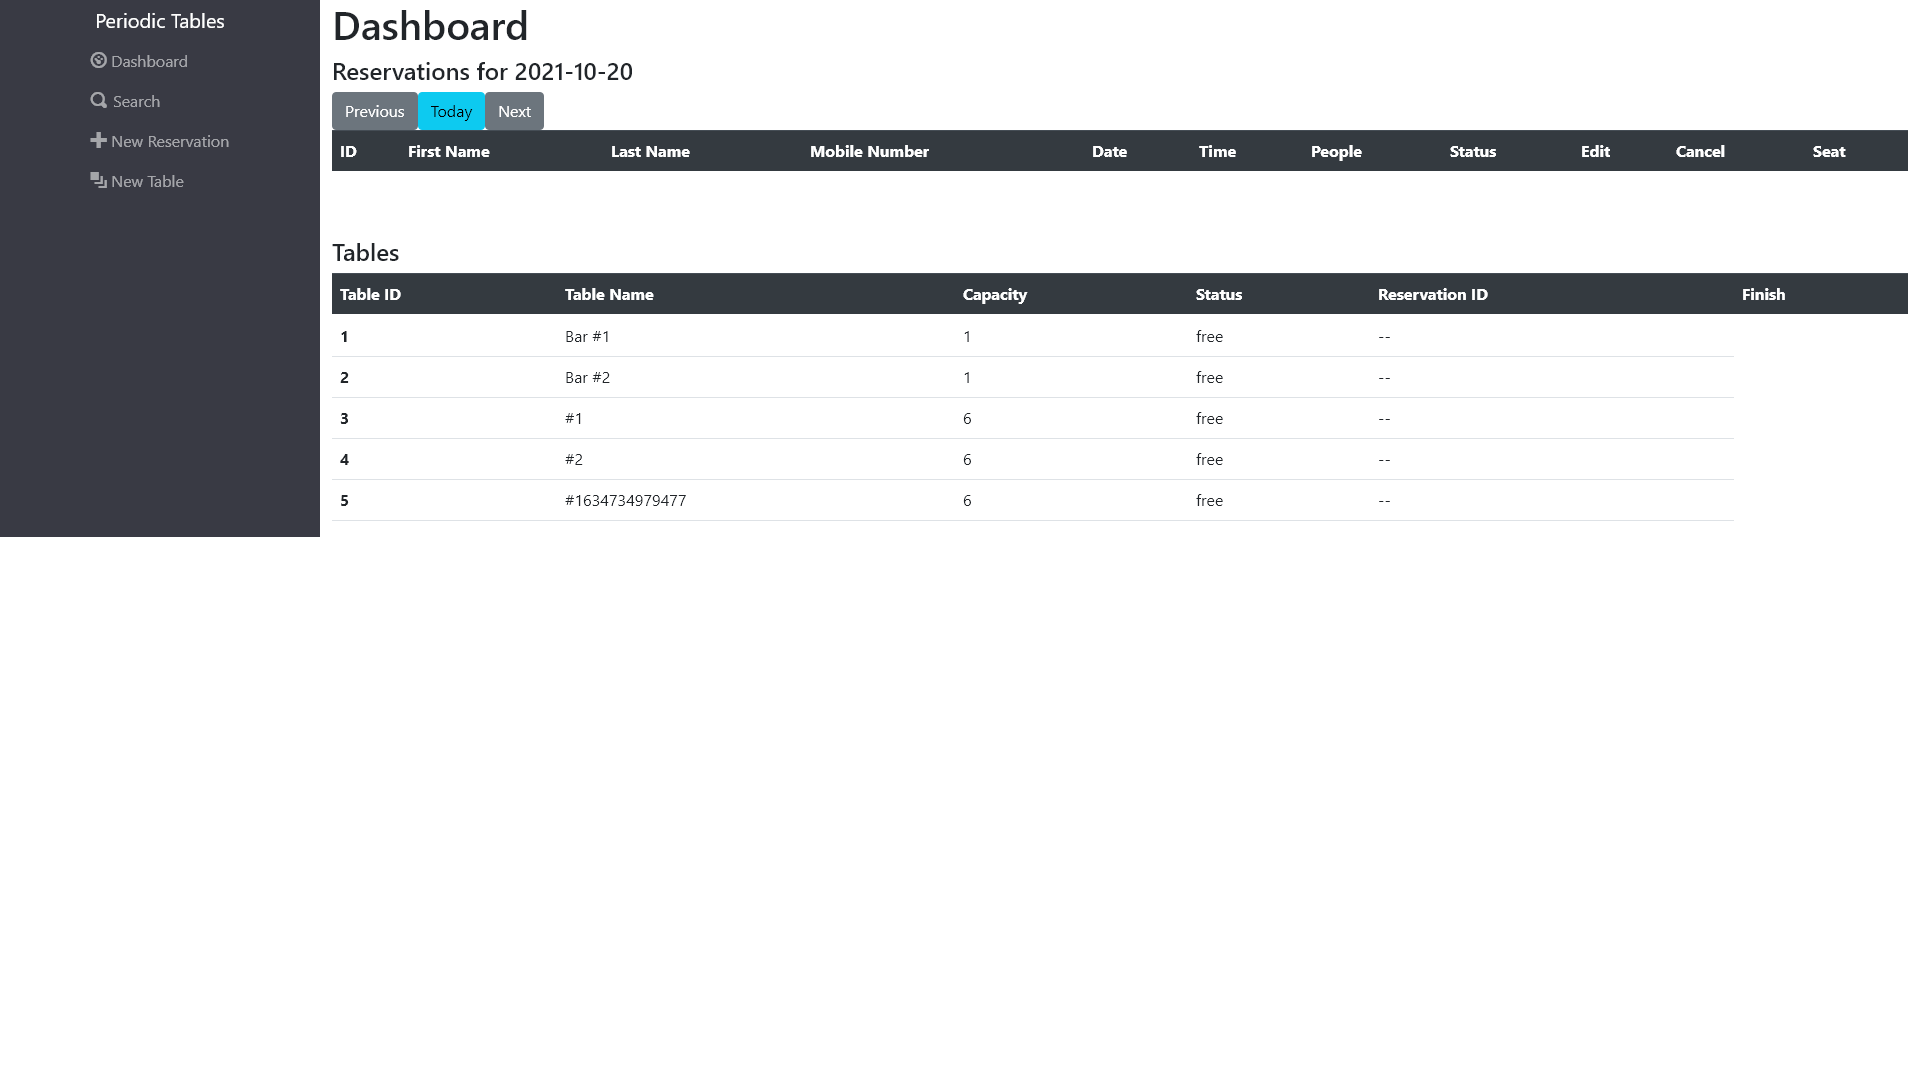 Periodic Tables
Dashboard
Search
New Reservation
New Table
Dashboard
Reservations for 2021-10-20
Previous Today Next
ID First Name Last Name Mobile Number Date Time People Status Edit Cancel Seat
Tables
Table ID Table Name Capacity Status Reservation ID Finish
1 Bar #1 1 free --
2 Bar #2 1 free --
3 #1 6 free --
4 #2 6 free --
5 #1634734979477 6 free --